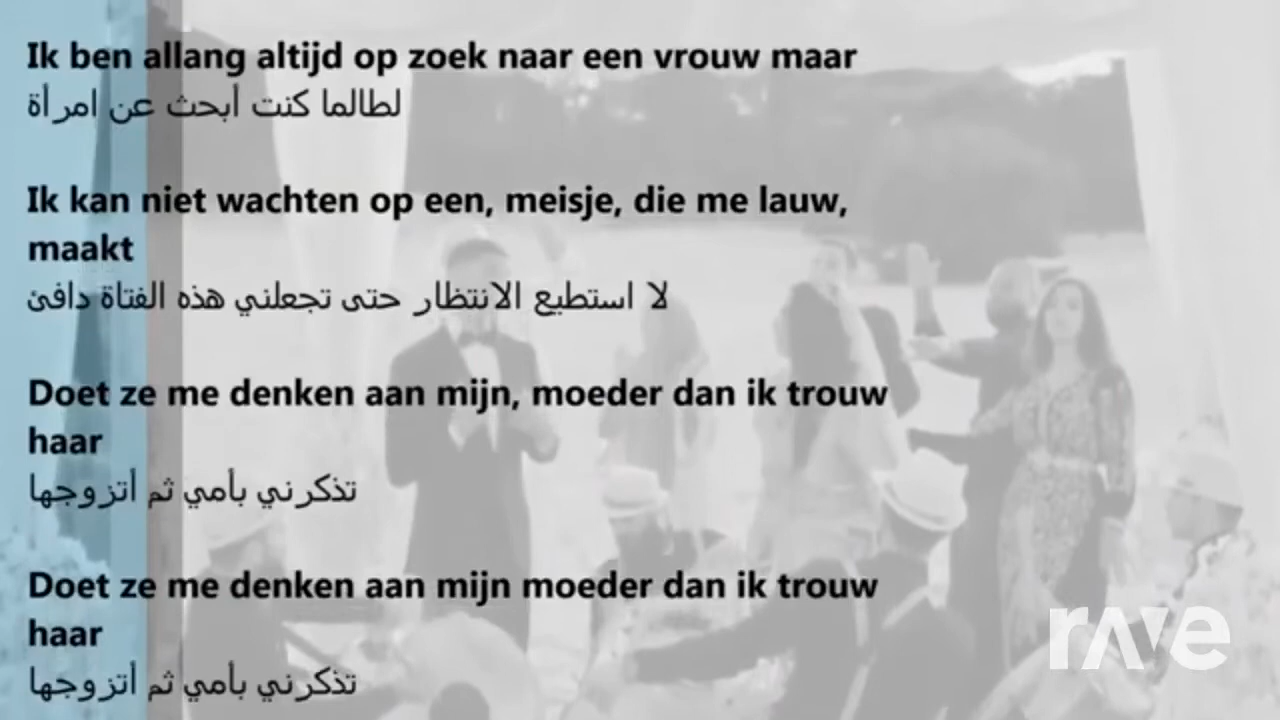 Ik ben allang altijd op zoek naar een vrouw maar
لطالما كنت أبحث عن امرأة
Ik kan niet wachten op een, meisje, die me lauw,
maakt
لا استطيع الانتظار حتى تجعلني هذه الفتاة دافئ
Doet ze me denken aan mijn, moeder dan ik trouw
haar
تذكرني بأمي ثم أتزوجها
Doet ze me denken aan mijn moeder dan ik trouw
haar
تذكرني بأمي ثم أتزوجها
rave